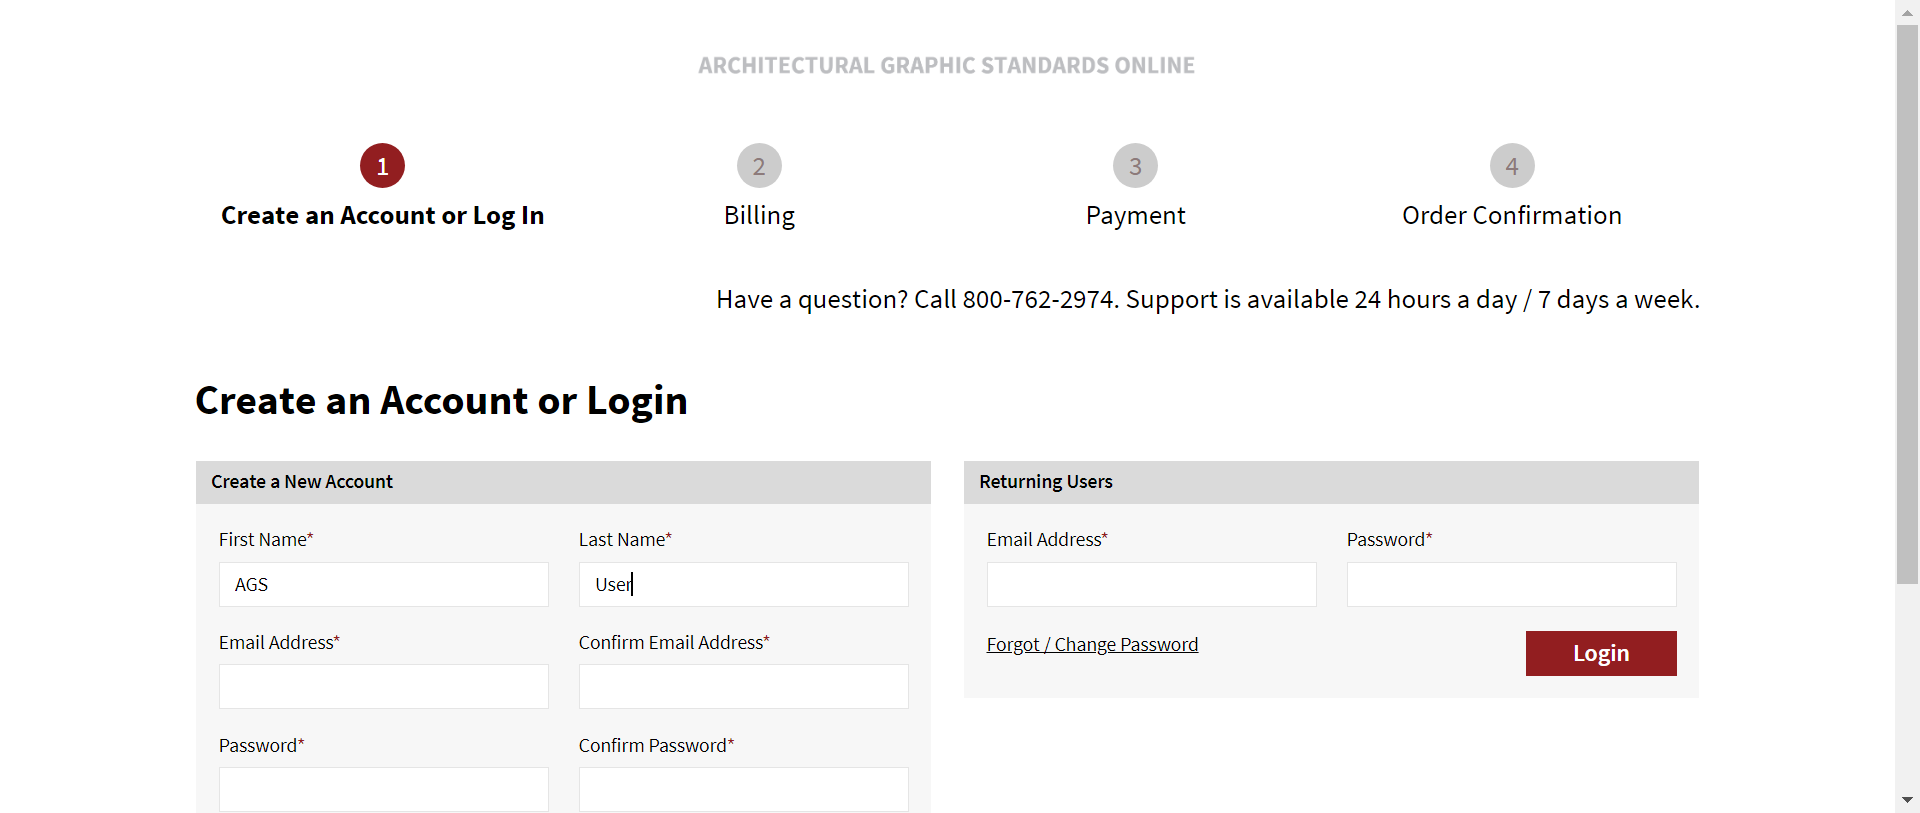 ARCHITECTURAL GRAPHIC STANDARDS ONLINE
1 2 3 4
Create an Account or Log In Billing Payment Order Confirmation
Have a question? Call 800-762-2974. Support is available 24 hours a day / 7 days a week.
Create an Account or Login
Create a New Account
First Name* Last Name*
AGS User
Email Address* Confirm Email Address*
Password* Confirm Password*
Returning Users
Email Address* Password*
Forgot / Change Password Login